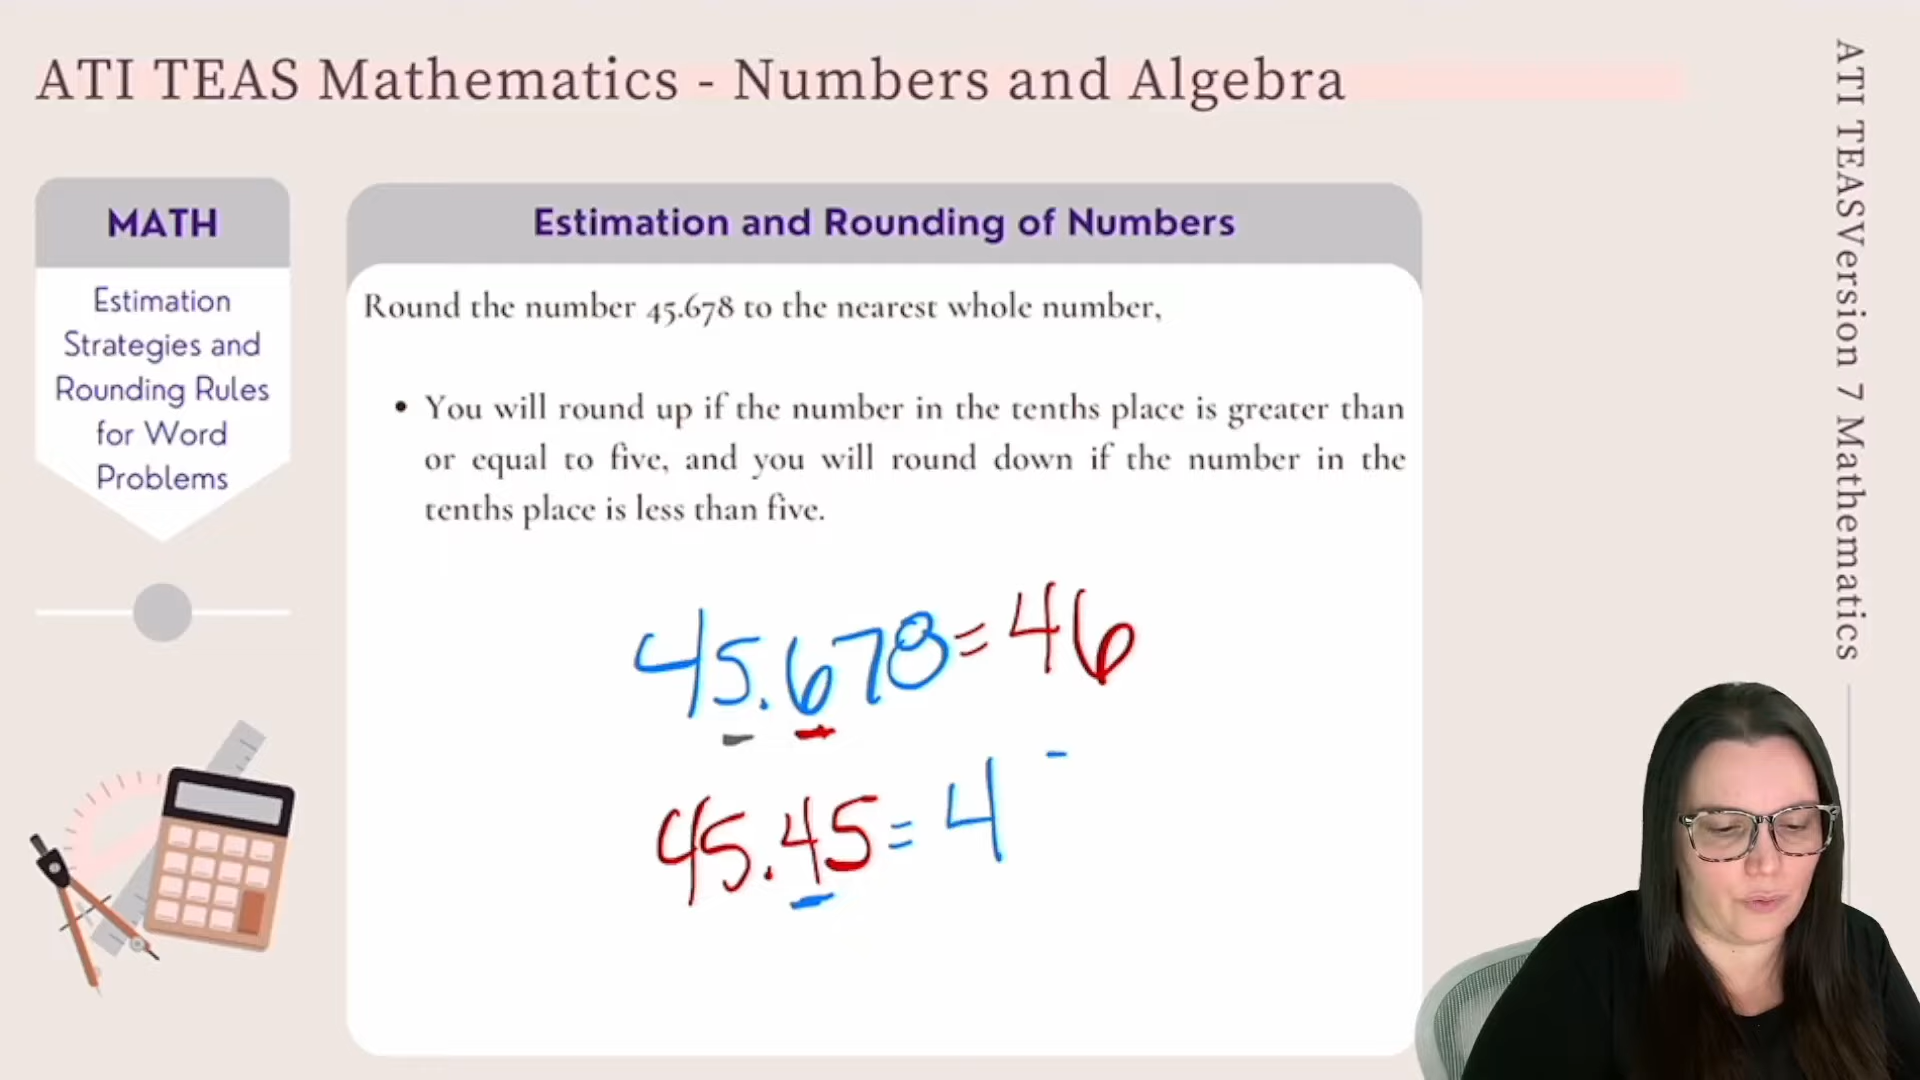 ATI TEAS Mathematics - Numbers and Algebra
MATH
Estimation
Strategies and
Rounding Rules
for Word
Problems
Estimation and Rounding of Numbers
Round the number 45.678 to the nearest whole number,
• You will round up if the number in the tenths place is greater than
or equal to five, and you will round down if the number in the
tenths place is less than five.
45.678=46
45.45=4
ATI TEASVersion 7 Mathematics